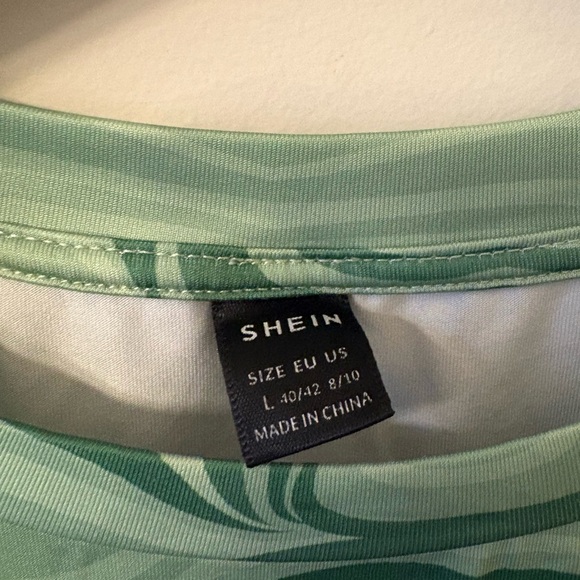 SHEIN
SIZE EU US
L 40/42 8/10
MADE IN CHINA